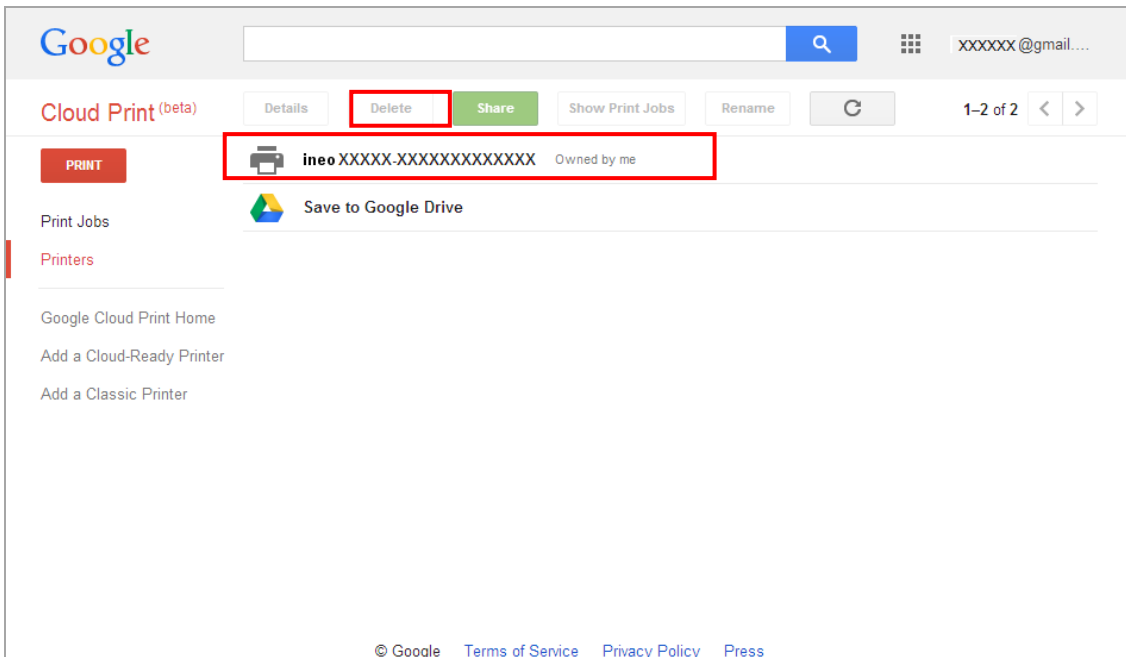 Google
XXXXXX @gmail....
Cloud Print (beta)
Details Delete Share Show Print Jobs Rename 1–2 of 2
PRINT
ineo XXXXX-XXXXXXXXXXXXX Owned by me
Save to Google Drive
Print Jobs
Printers
Google Cloud Print Home
Add a Cloud-Ready Printer
Add a Classic Printer
© Google Terms of Service Privacy Policy Press